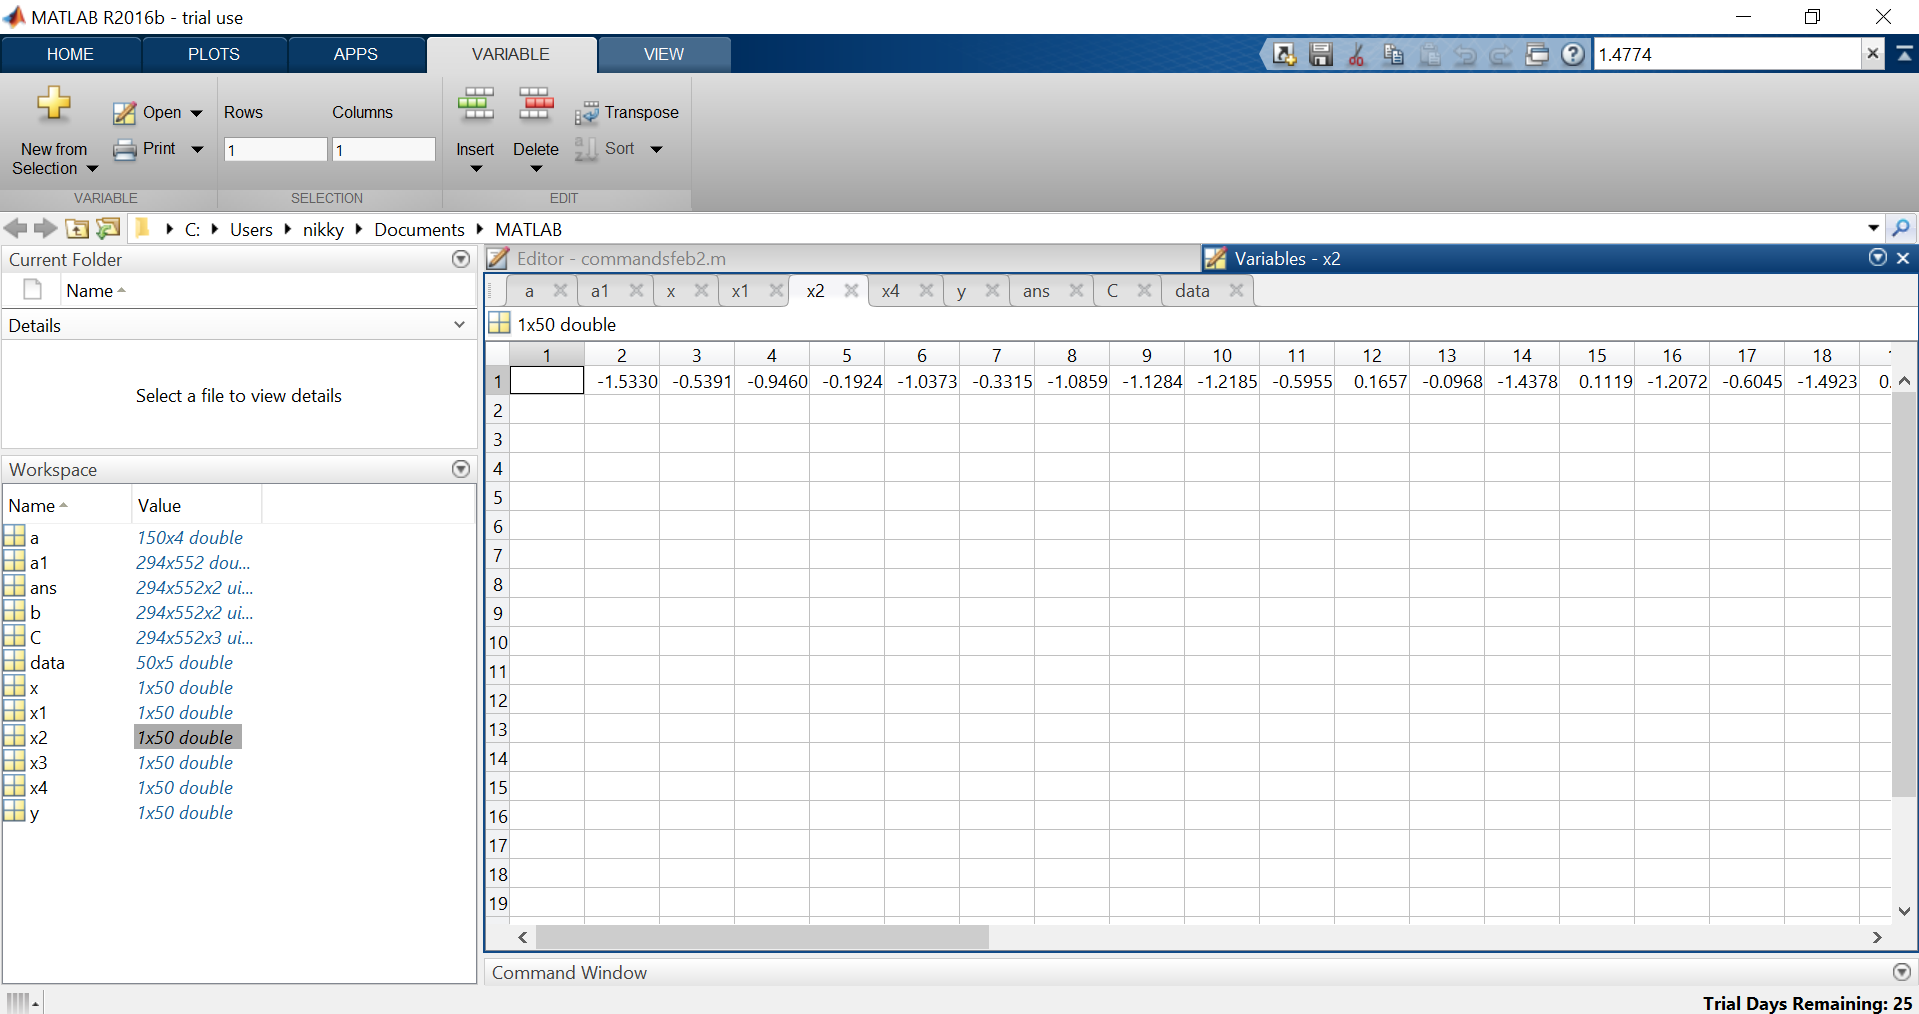 MATLAB R2016b - trial use
HOME PLOTS APPS VARIABLE VIEW
1.4774
New from Selection
Open
Print
Rows Columns
1 1
Insert
Delete
Transpose
Sort
VARIABLE SELECTION EDIT
C: Users nikky Documents MATLAB
Current Folder
Name
Details
Select a file to view details
Workspace
Name Value
a 150x4 double
a1 294x552 dou...
ans 294x552x2 ui...
b 294x552x2 ui...
C 294x552x3 ui...
data 50x5 double
x 1x50 double
x1 1x50 double
x2 1x50 double
x3 1x50 double
x4 1x50 double
y 1x50 double
Editor - commandsfeb2.m
Variables - x2
a a1 x x1 x2 x4 y ans C data
1x50 double
1 2 3 4 5 6 7 8 9 10 11 12 13 14 15 16 17 18
1 -1.5330 -0.5391 -0.9460 -0.1924 -1.0373 -0.3315 -1.0859 -1.1284 -1.2185 -0.5955 0.1657 -0.0968 -1.4378 0.1119 -1.2072 -0.6045 -1.4923 0.
2
3
4
5
6
7
8
9
10
11
12
13
14
15
16
17
18
19
Command Window
Trial Days Remaining: 25